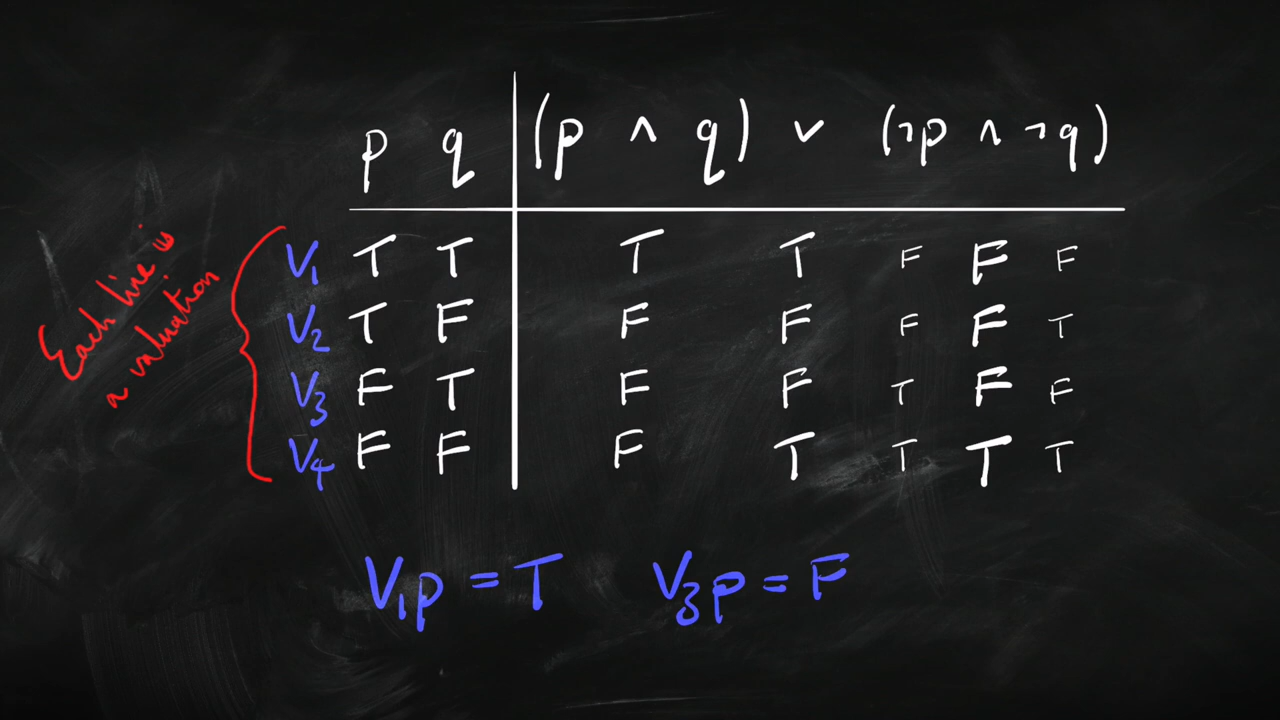 p q (p ∧ q) ∨ (¬p ∧ ¬q)
Each line is
a valuation
V₁ T T T T F F F
V₂ T F F F F F T
V₃ F T F F T F F
V₄ F F F T T T T
V₁p = T V₃p = F